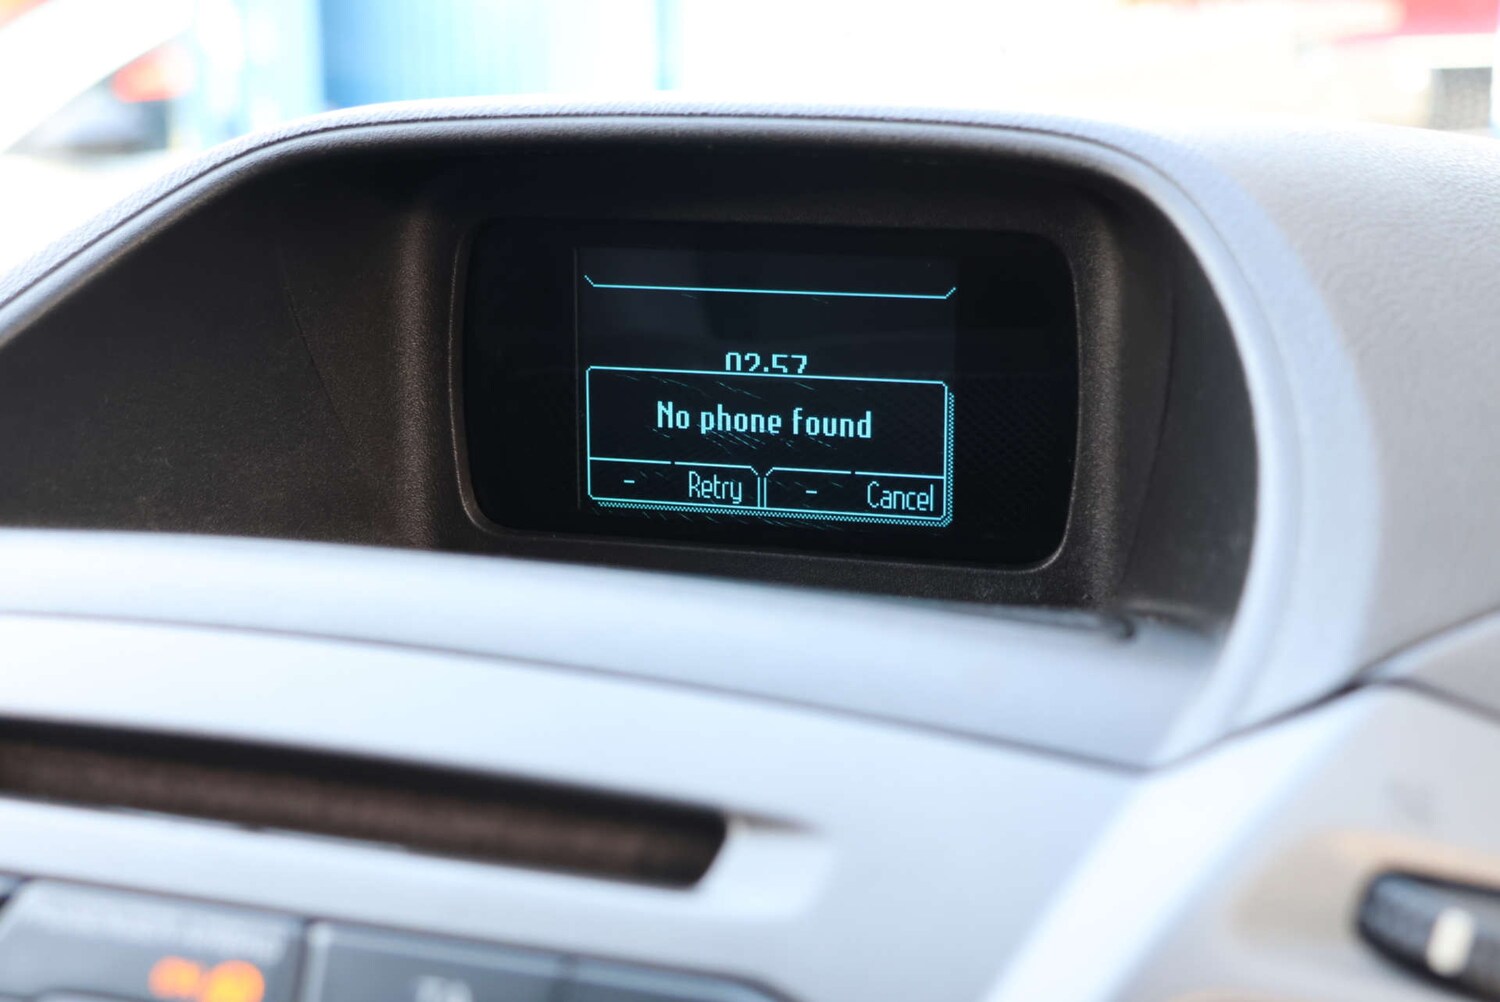 02:57
No phone found
- Retry - Cancel